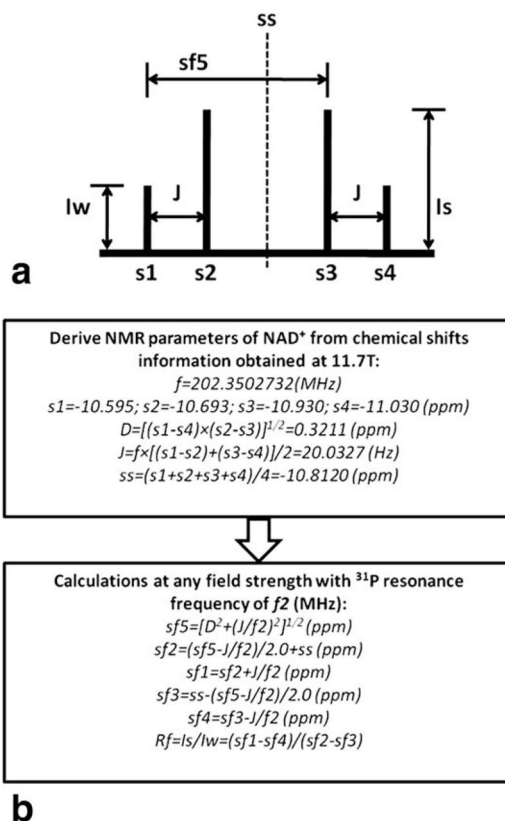 ss
sf5
Iw
J
J
Is
s1
s2
s3
s4
a
Derive NMR parameters of NAD⁺ from chemical shifts
information obtained at 11.7T:
f=202.3502732(MHz)
s1=-10.595; s2=-10.693; s3=-10.930; s4=-11.030 (ppm)
D=[(s1-s4)×(s2-s3)]¹/²=0.3211 (ppm)
J=f×[(s1-s2)+(s3-s4)]/2=20.0327 (Hz)
ss=(s1+s2+s3+s4)/4=-10.8120 (ppm)
Calculations at any field strength with ³¹P resonance
frequency of f2 (MHz):
sf5=[D²+(J/f2)²]¹/² (ppm)
sf2=(sf5-J/f2)/2.0+ss (ppm)
sf1=sf2+J/f2 (ppm)
sf3=ss-(sf5-J/f2)/2.0 (ppm)
sf4=sf3-J/f2 (ppm)
Rf=Is/Iw=(sf1-sf4)/(sf2-sf3)
b